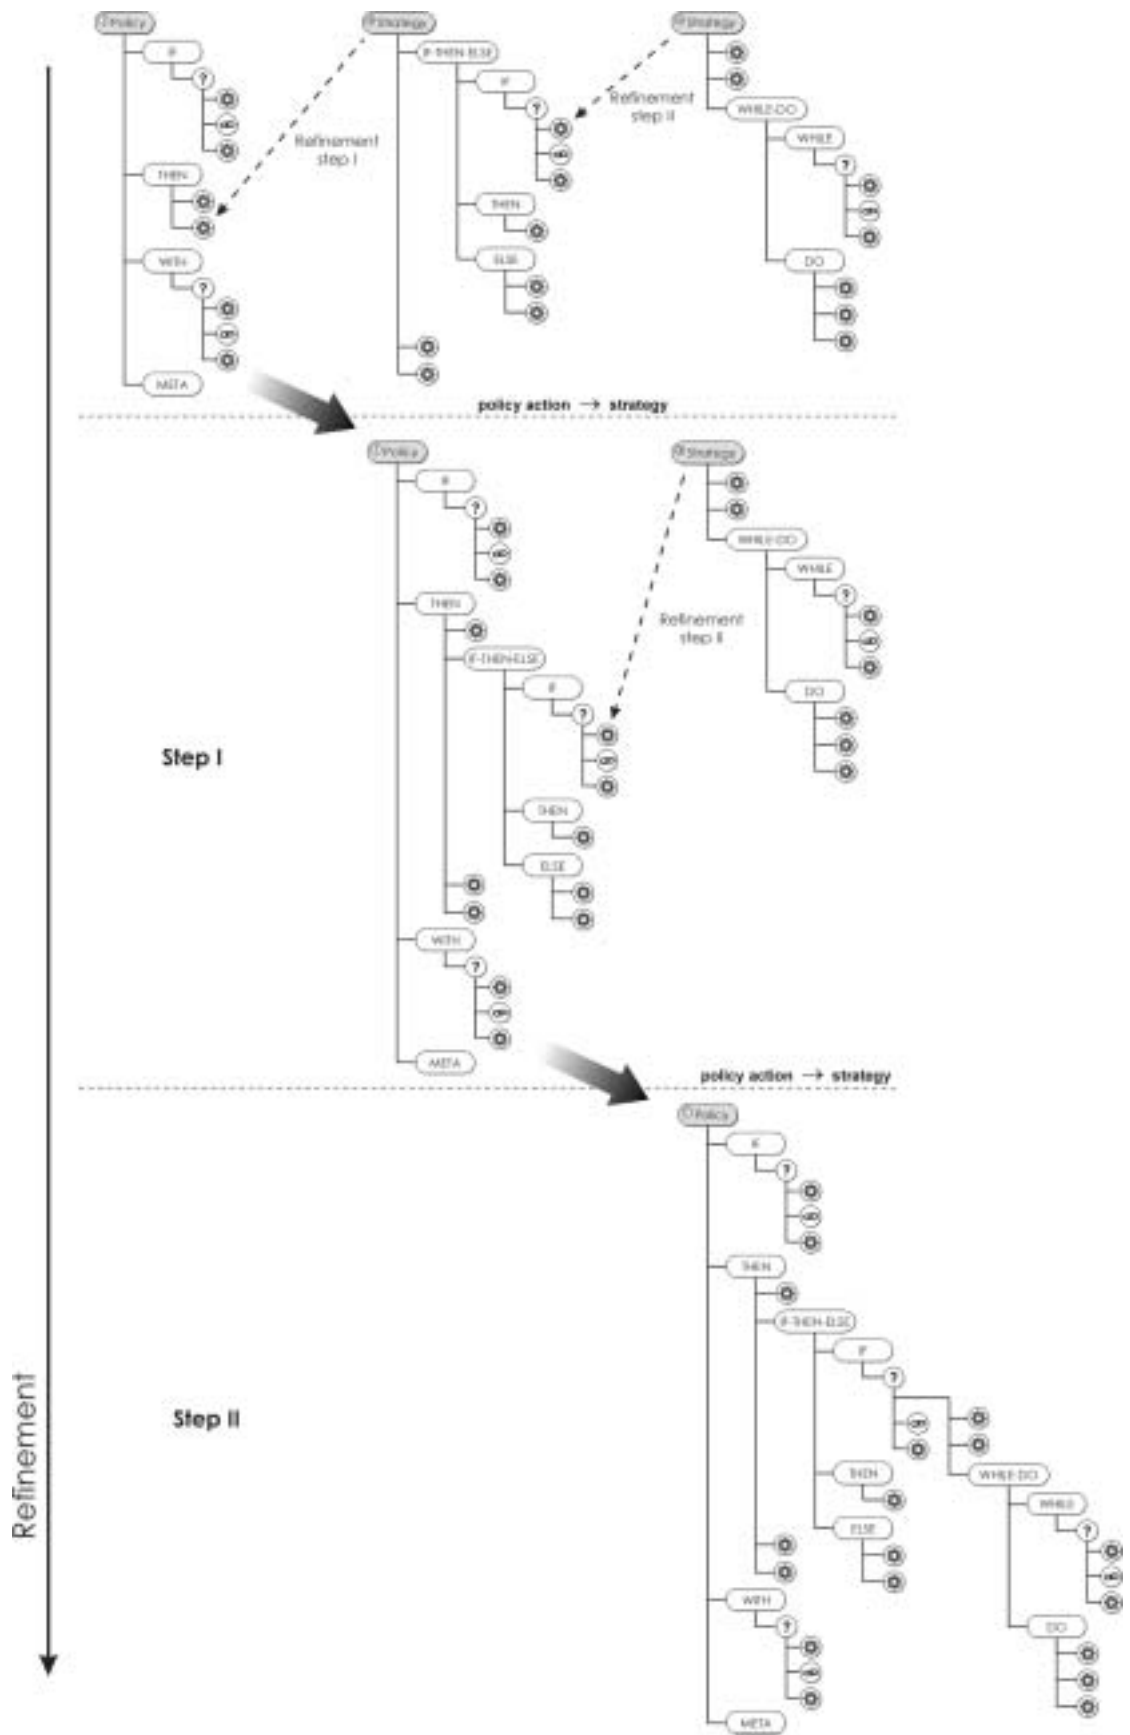 Policy
Strategy
Strategy
IF
IF-THEN-ELSE
?
IF
WHILE-DO
Refinement
step II
?
WHILE
Refinement
step I
?
THEN
THEN
WITH
ELSE
DO
?
META
policy action → strategy
Policy
Strategy
IF
?
WHILE-DO
WHILE
?
THEN
Refinement
step II
IF-THEN-ELSE
IF
DO
?
Step I
THEN
ELSE
WITH
?
META
policy action → strategy
Policy
IF
?
THEN
IF-THEN-ELSE
IF
?
Step II
THEN
WHILE-DO
WHILE
ELSE
?
WITH
DO
?
META
Refinement